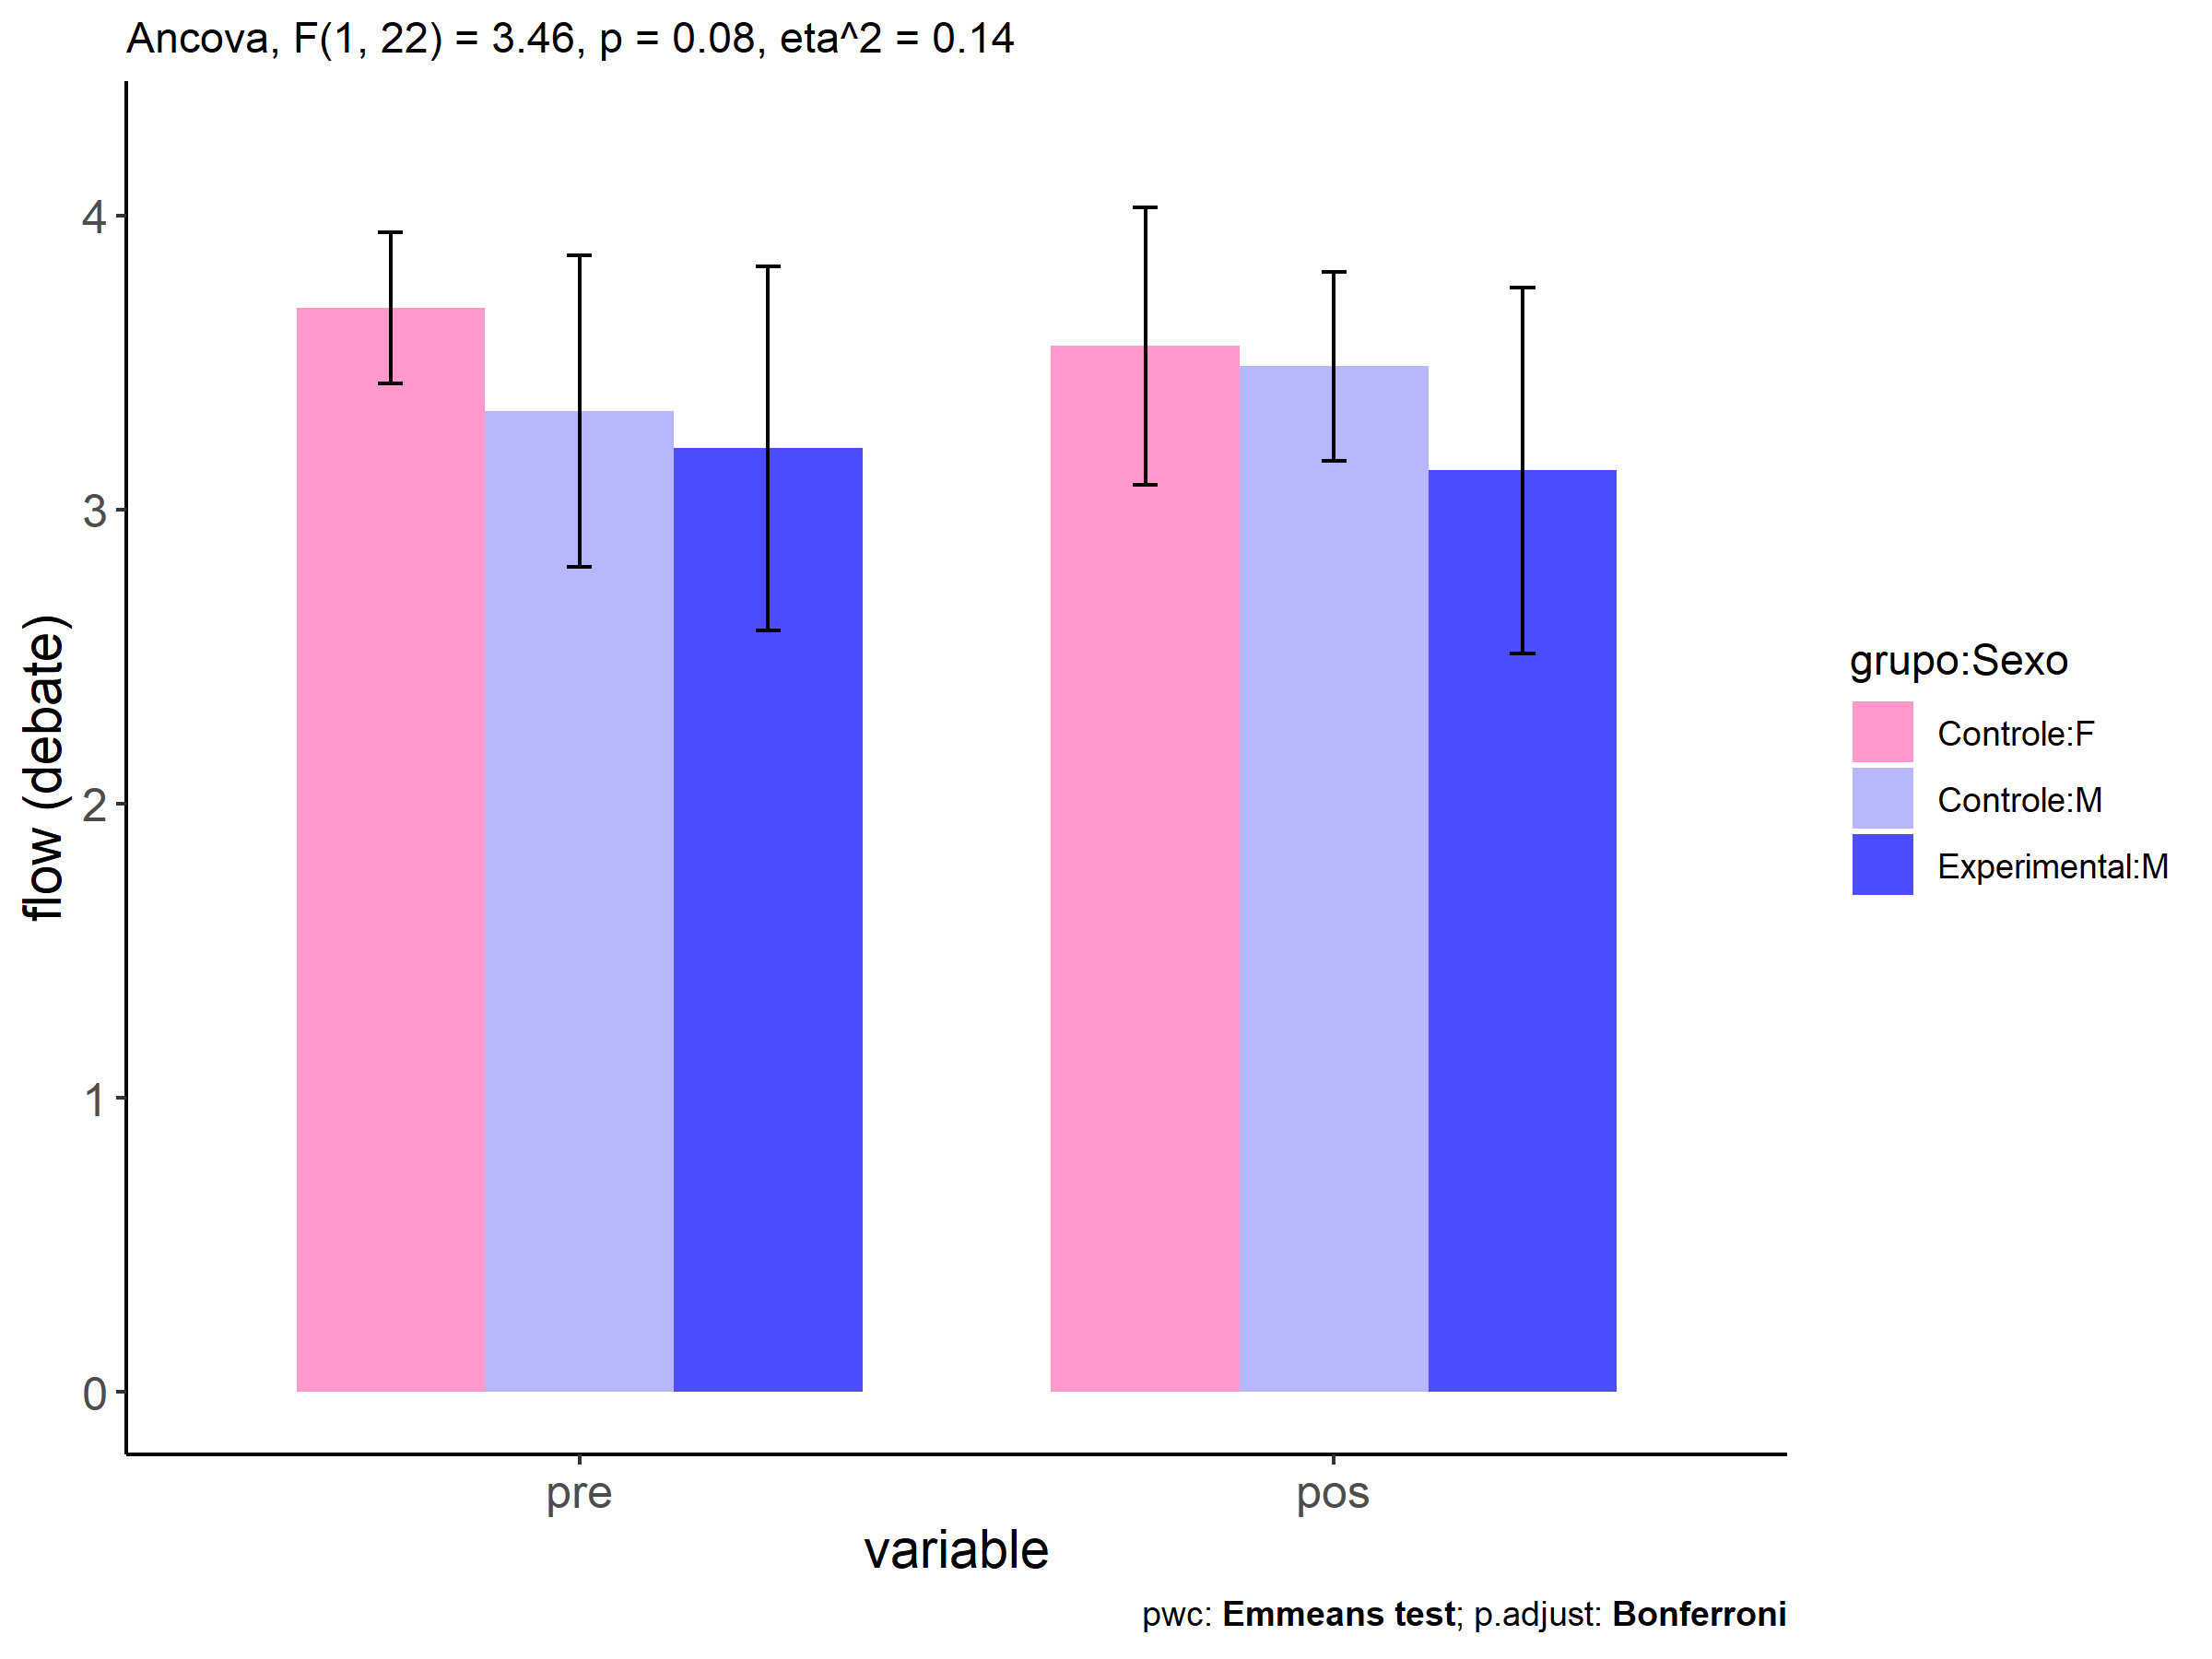 Ancova, F(1, 22) = 3.46, p = 0.08, eta^2 = 0.14
flow (debate)
4
3
2
1
0
pre
pos
variable
grupo:Sexo
Controle:F
Controle:M
Experimental:M
pwc: Emmeans test; p.adjust: Bonferroni